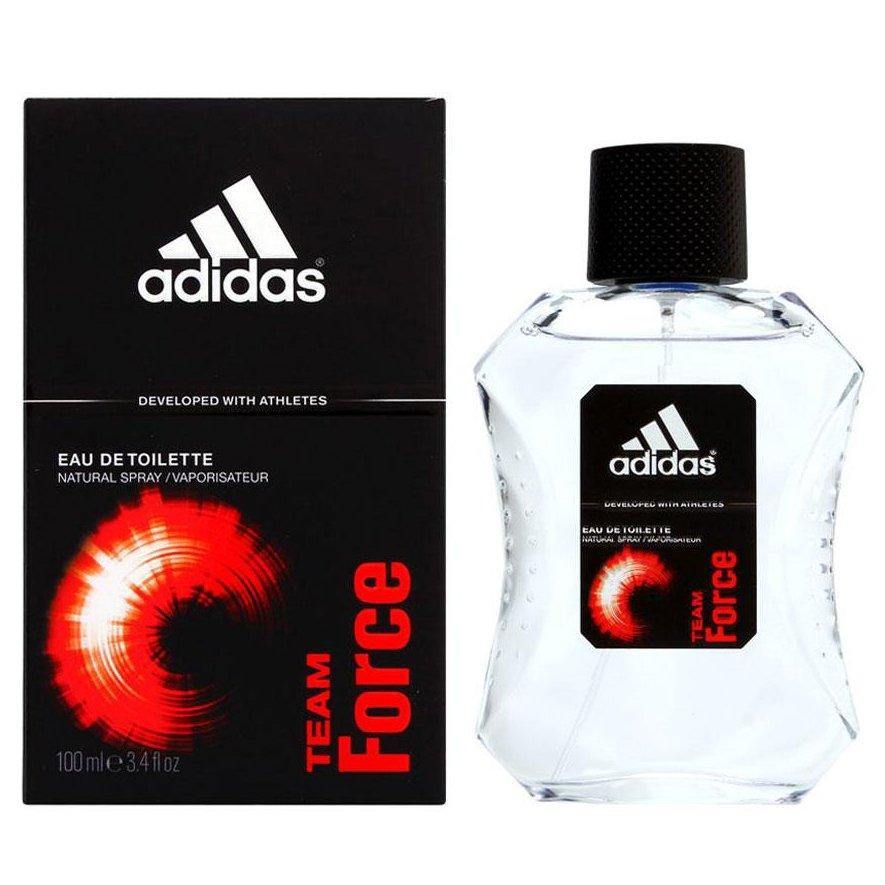 adidas®
DEVELOPED WITH ATHLETES
EAU DE TOILETTE
NATURAL SPRAY / VAPORISATEUR
TEAM
Force
100 ml e 3.4 fl oz
adidas®
DEVELOPED WITH ATHLETES
EAU DE TOILETTE
NATURAL SPRAY / VAPORISATEUR
TEAM
Force